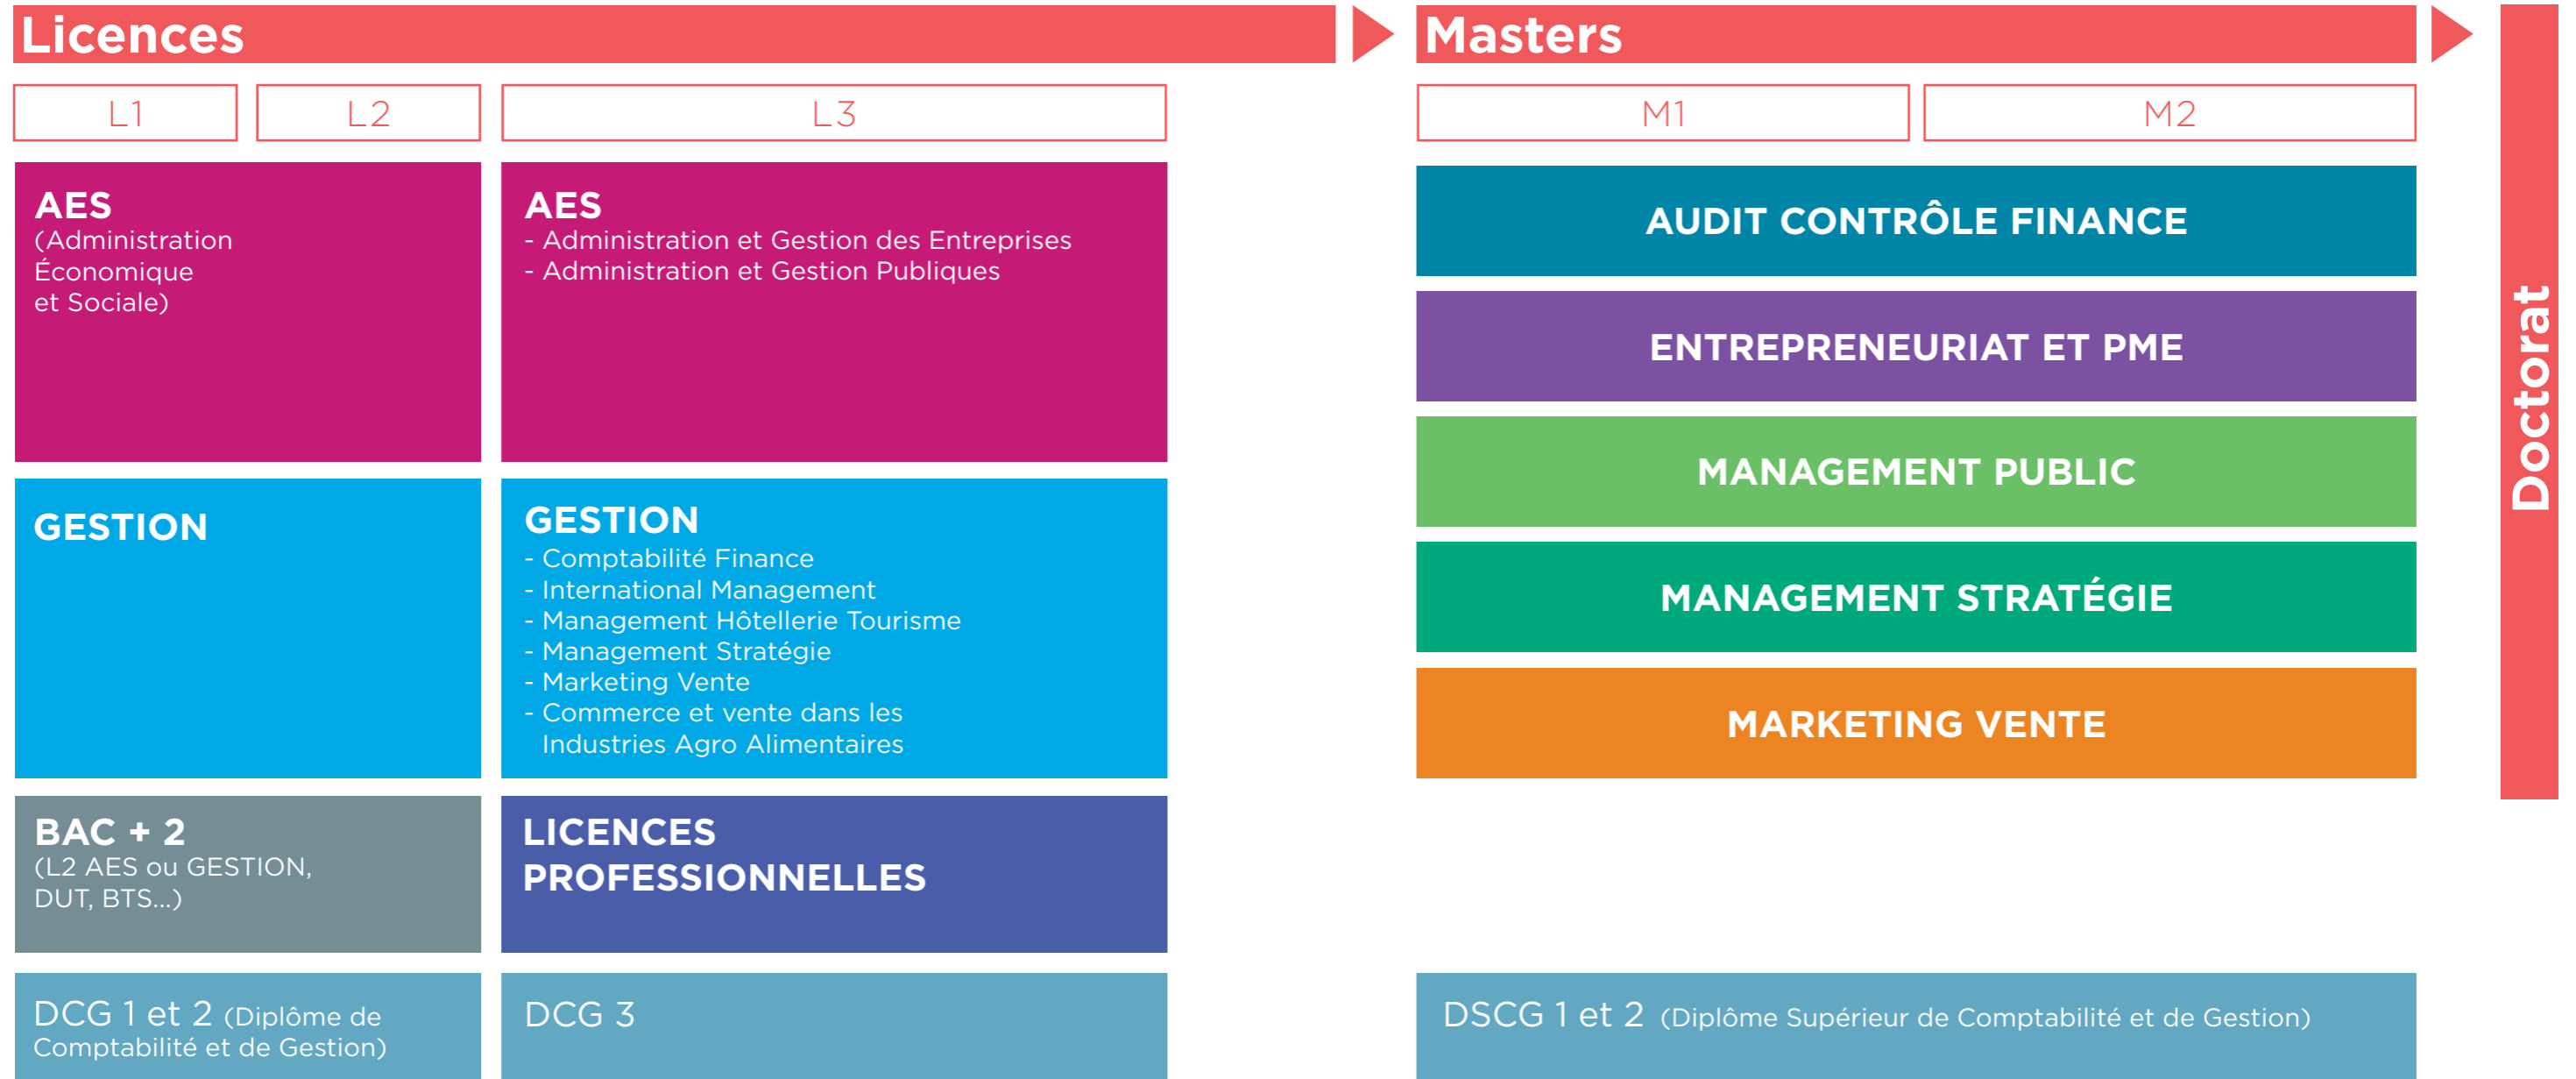 Licences
Masters
Doctorat
L1
L2
L3
M1
M2
AES
(Administration
Économique
et Sociale)
AES
- Administration et Gestion des Entreprises
- Administration et Gestion Publiques
AUDIT CONTRÔLE FINANCE
ENTREPRENEURIAT ET PME
MANAGEMENT PUBLIC
MANAGEMENT STRATÉGIE
MARKETING VENTE
GESTION
GESTION
- Comptabilité Finance
- International Management
- Management Hôtellerie Tourisme
- Management Stratégie
- Marketing Vente
- Commerce et vente dans les
Industries Agro Alimentaires
BAC + 2
(L2 AES ou GESTION,
DUT, BTS...)
LICENCES
PROFESSIONNELLES
DCG 1 et 2 (Diplôme de
Comptabilité et de Gestion)
DCG 3
DSCG 1 et 2 (Diplôme Supérieur de Comptabilité et de Gestion)